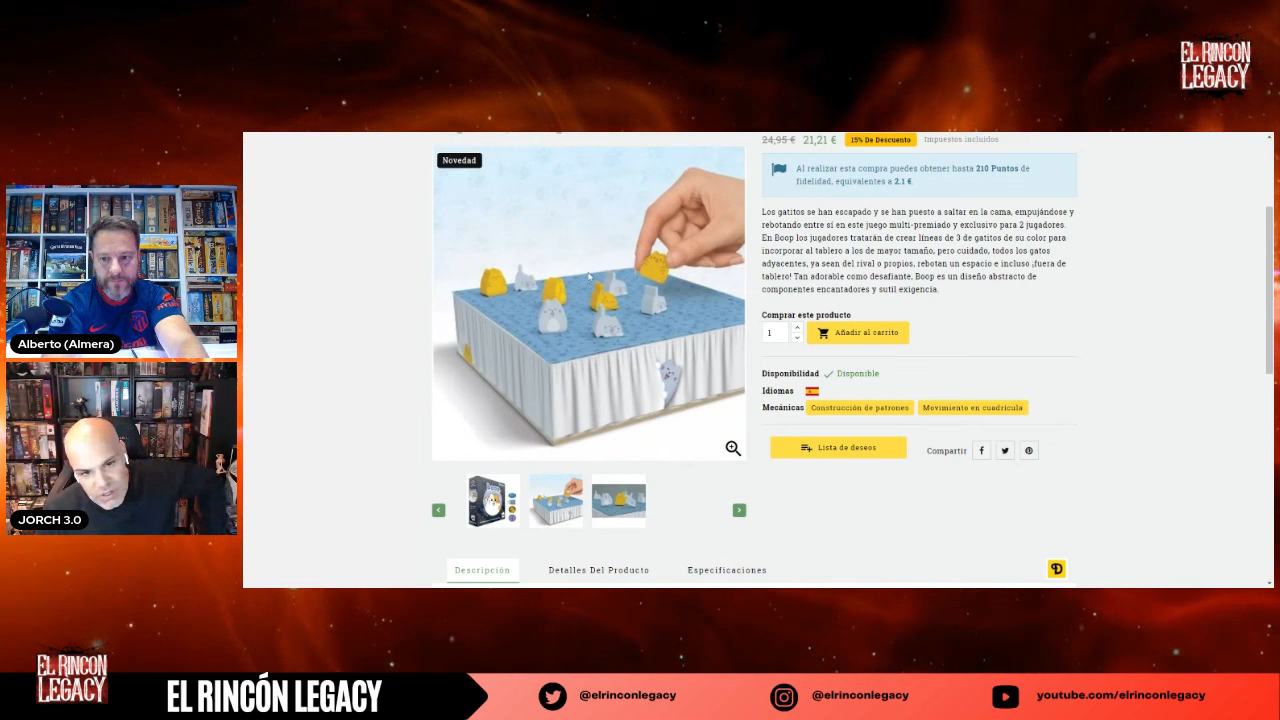 EL RINCON
LEGACY
24,95 €
21,21 €
15% De Descuento
Impuestos incluidos
Novedad
Al realizar esta compra puedes obtener hasta 210 Puntos de
fidelidad, equivalentes a 2.1 €.
Los gatitos se han escapado y se han puesto a saltar en la cama, empujándose y
rebotando entre sí en este juego multi-premiado y exclusivo para 2 jugadores.
En Boop los jugadores tratarán de crear líneas de 3 de gatitos de su color para
incorporar al tablero a los de mayor tamaño, pero cuidado, todos los gatos
adyacentes, ya sean del rival o propios, rebotan un espacio e incluso ¡fuera de
tablero! Tan adorable como desafiante, Boop es un diseño abstracto de
componentes encantadores y sutil exigencia.
Comprar este producto
1
Añadir al carrito
Disponibilidad
Disponible
Idiomas
Mecánicas
Construcción de patrones
Movimiento en cuadrícula
Lista de deseos
Compartir
Descripción
Detalles Del Producto
Especificaciones
Alberto (Almera)
JORCH 3.0
EL RINCON
LEGACY
EL RINCÓN LEGACY
@elrinconlegacy
@elrinconlegacy
youtube.com/elrinconlegacy